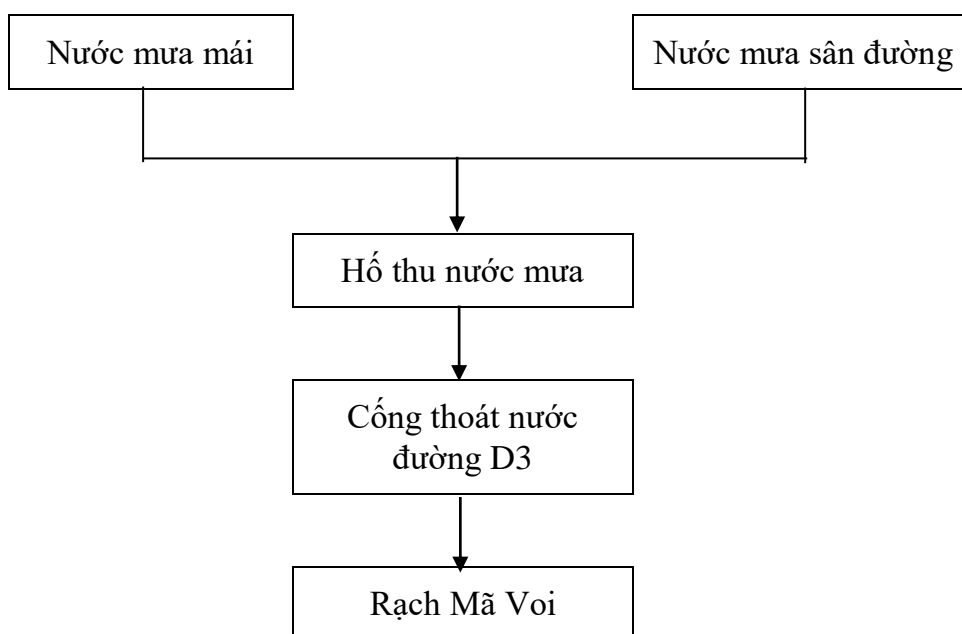 Nước mưa mái
Nước mưa sân đường
Hố thu nước mưa
Cống thoát nước
đường D3
Rạch Mã Voi